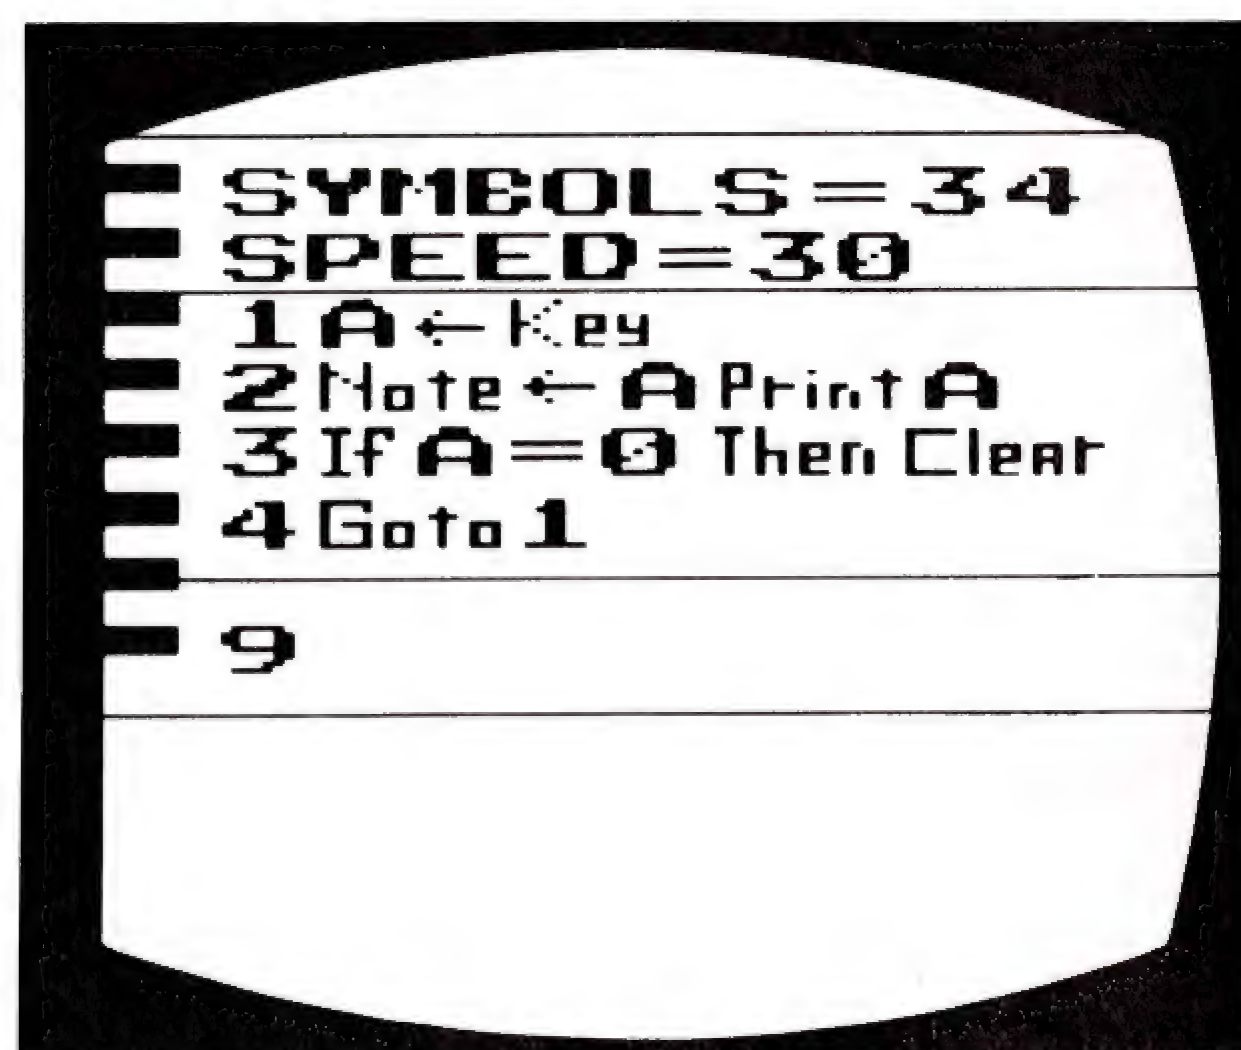 SYMBOLS=34
SPEED=30
1 A ← Key
2 Note ← A Print A
3 If A=0 Then Clear
4 Goto 1
9